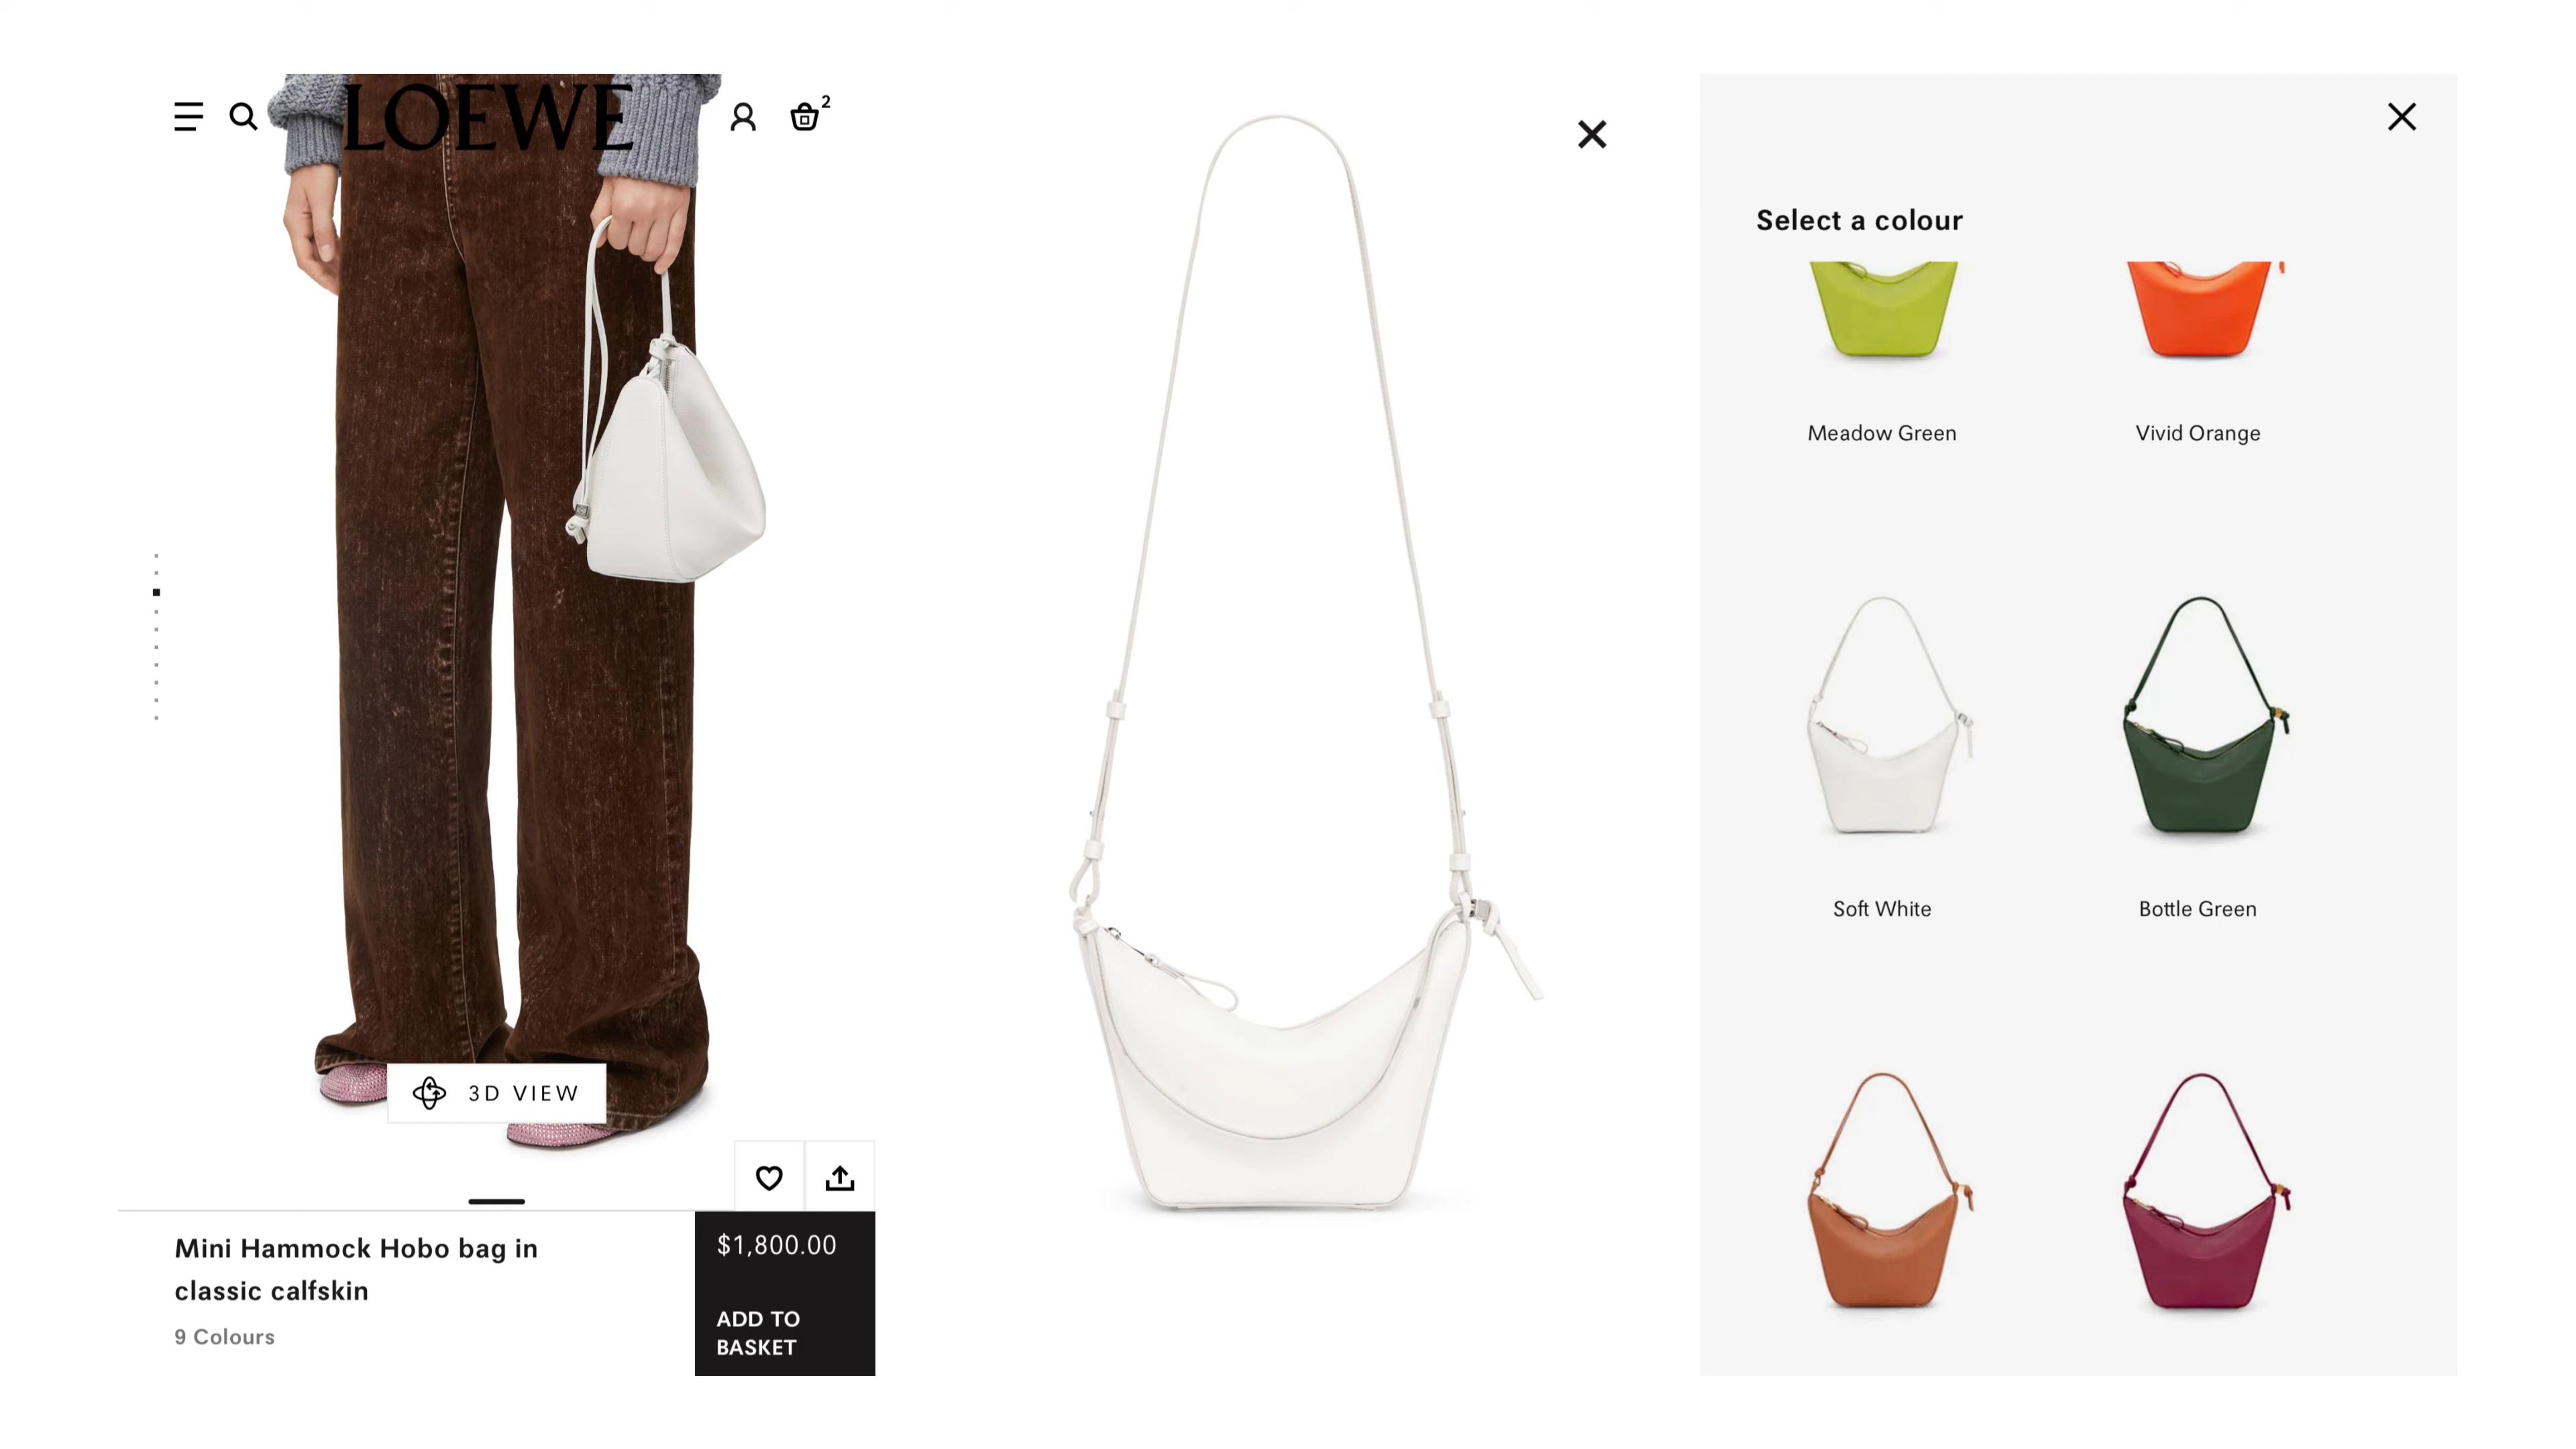 LOEWE
2
3D VIEW
Mini Hammock Hobo bag in
classic calfskin
9 Colours
$1,800.00
ADD TO
BASKET
Select a colour
Meadow Green
Vivid Orange
Soft White
Bottle Green